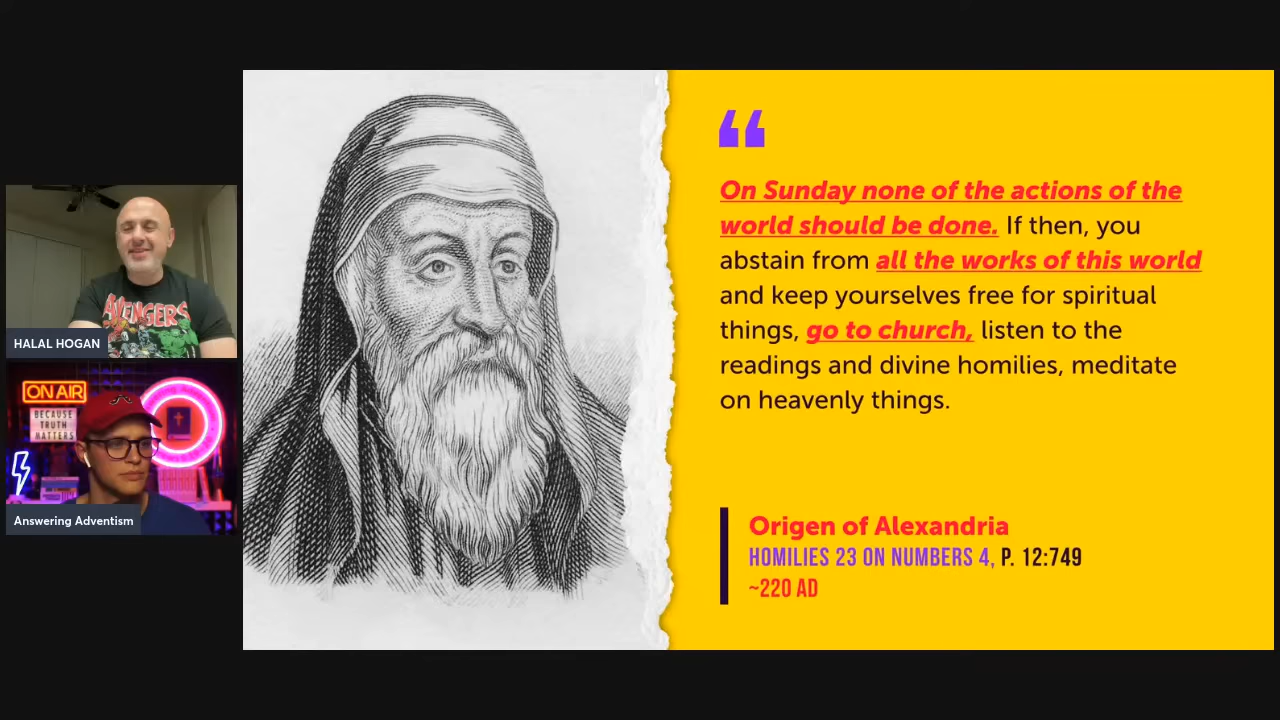 HALAL HOGAN
AVENGERS
ON AIR
BECAUSE
TRUTH
MATTERS
Answering Adventism
“
On Sunday none of the actions of the
world should be done. If then, you
abstain from all the works of this world
and keep yourselves free for spiritual
things, go to church, listen to the
readings and divine homilies, meditate
on heavenly things.
Origen of Alexandria
HOMILIES 23 ON NUMBERS 4, P. 12:749
~220 AD